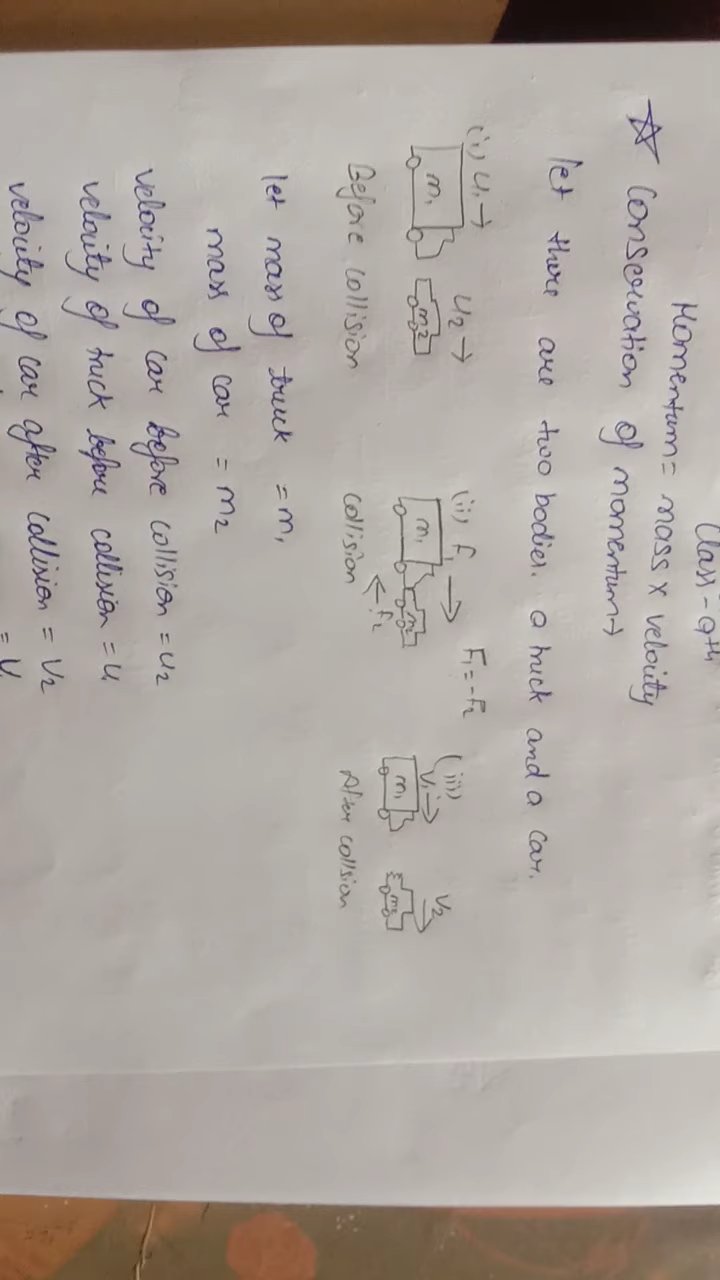 Class - 9th
Momentum = mass x velocity
☆ Conservation of momentum →
let there are two bodies. a truck and a car.
(i) u₁ → u₂ →
m₁ m₂
Before collision
(ii) F₁ → F₁ = -F₂
m₁ m₂
← F₂
collision
(iii)
V₁ → V₂ →
m₁ m₂
After collision
let mass of truck = m₁
mass of car = m₂
velocity of car before collision = u₂
velocity of truck before collision = u₁
velocity of car after collision = V₂